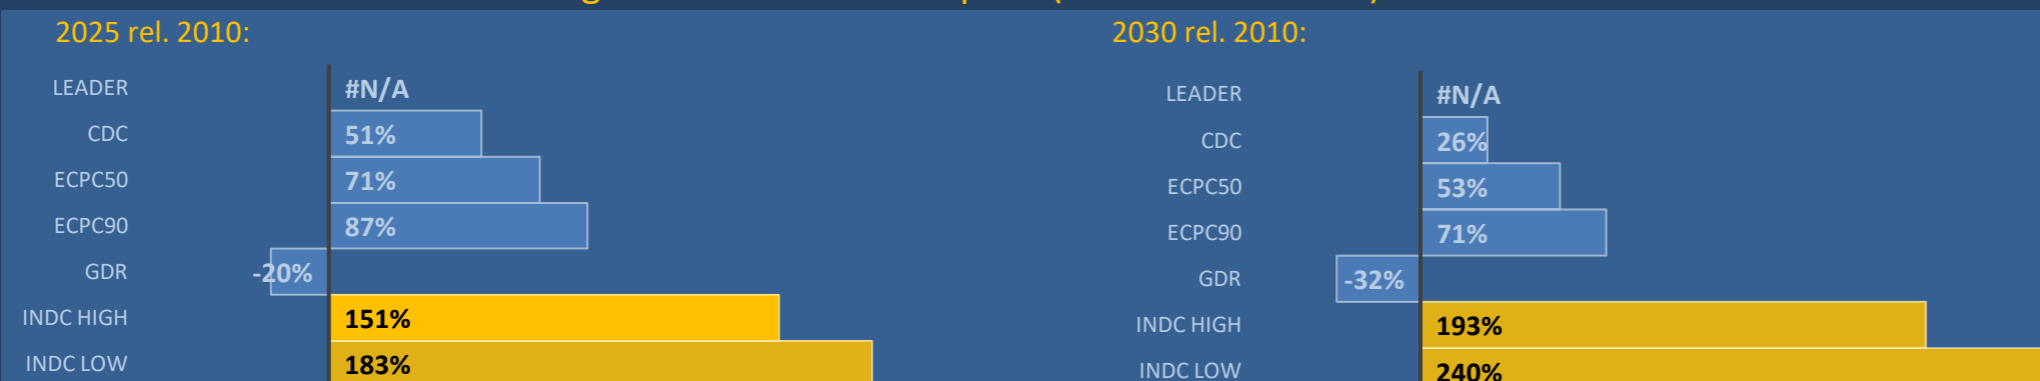 2025 rel. 2010:
LEADER #N/A
CDC 51%
ECPC50 71%
ECPC90 87%
GDR -20%
INDC HIGH 151%
INDC LOW 183%
2030 rel. 2010:
LEADER #N/A
CDC 26%
ECPC50 53%
ECPC90 71%
GDR -32%
INDC HIGH 193%
INDC LOW 240%